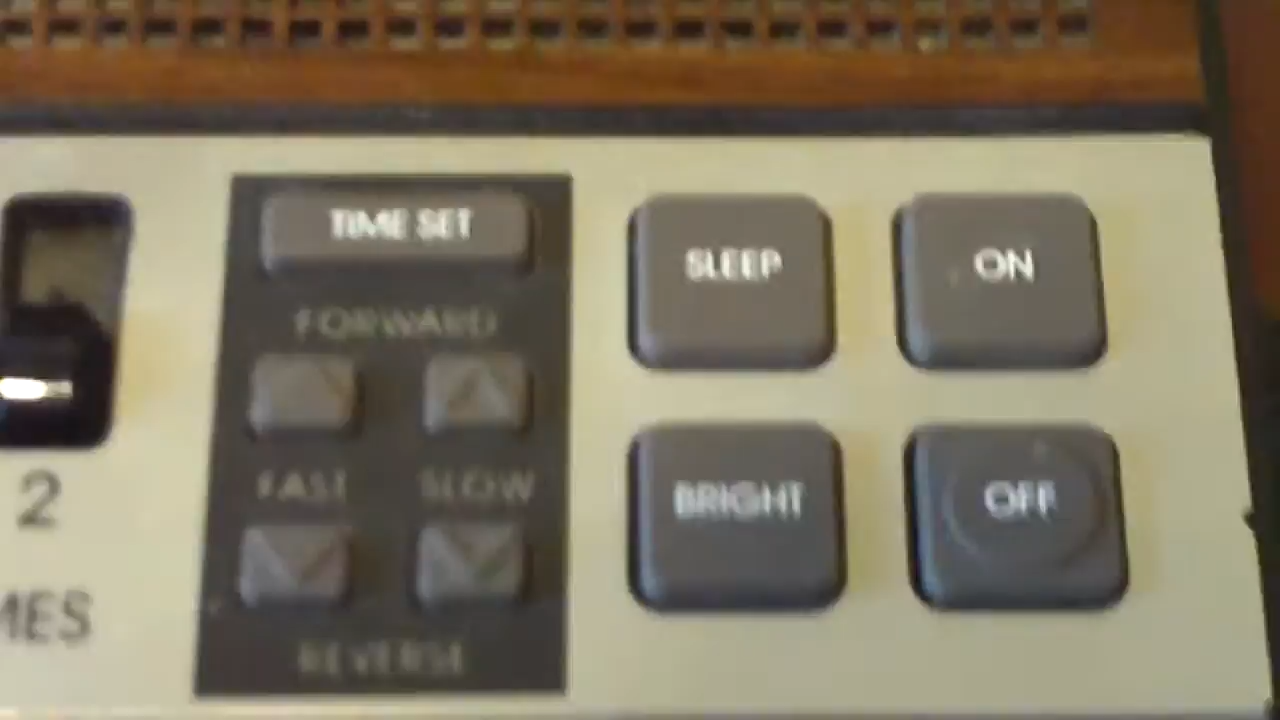 TIME SET
SLEEP
ON
FORWARD
FAST SLOW
BRIGHT
OFF
2
MES
REVERSE